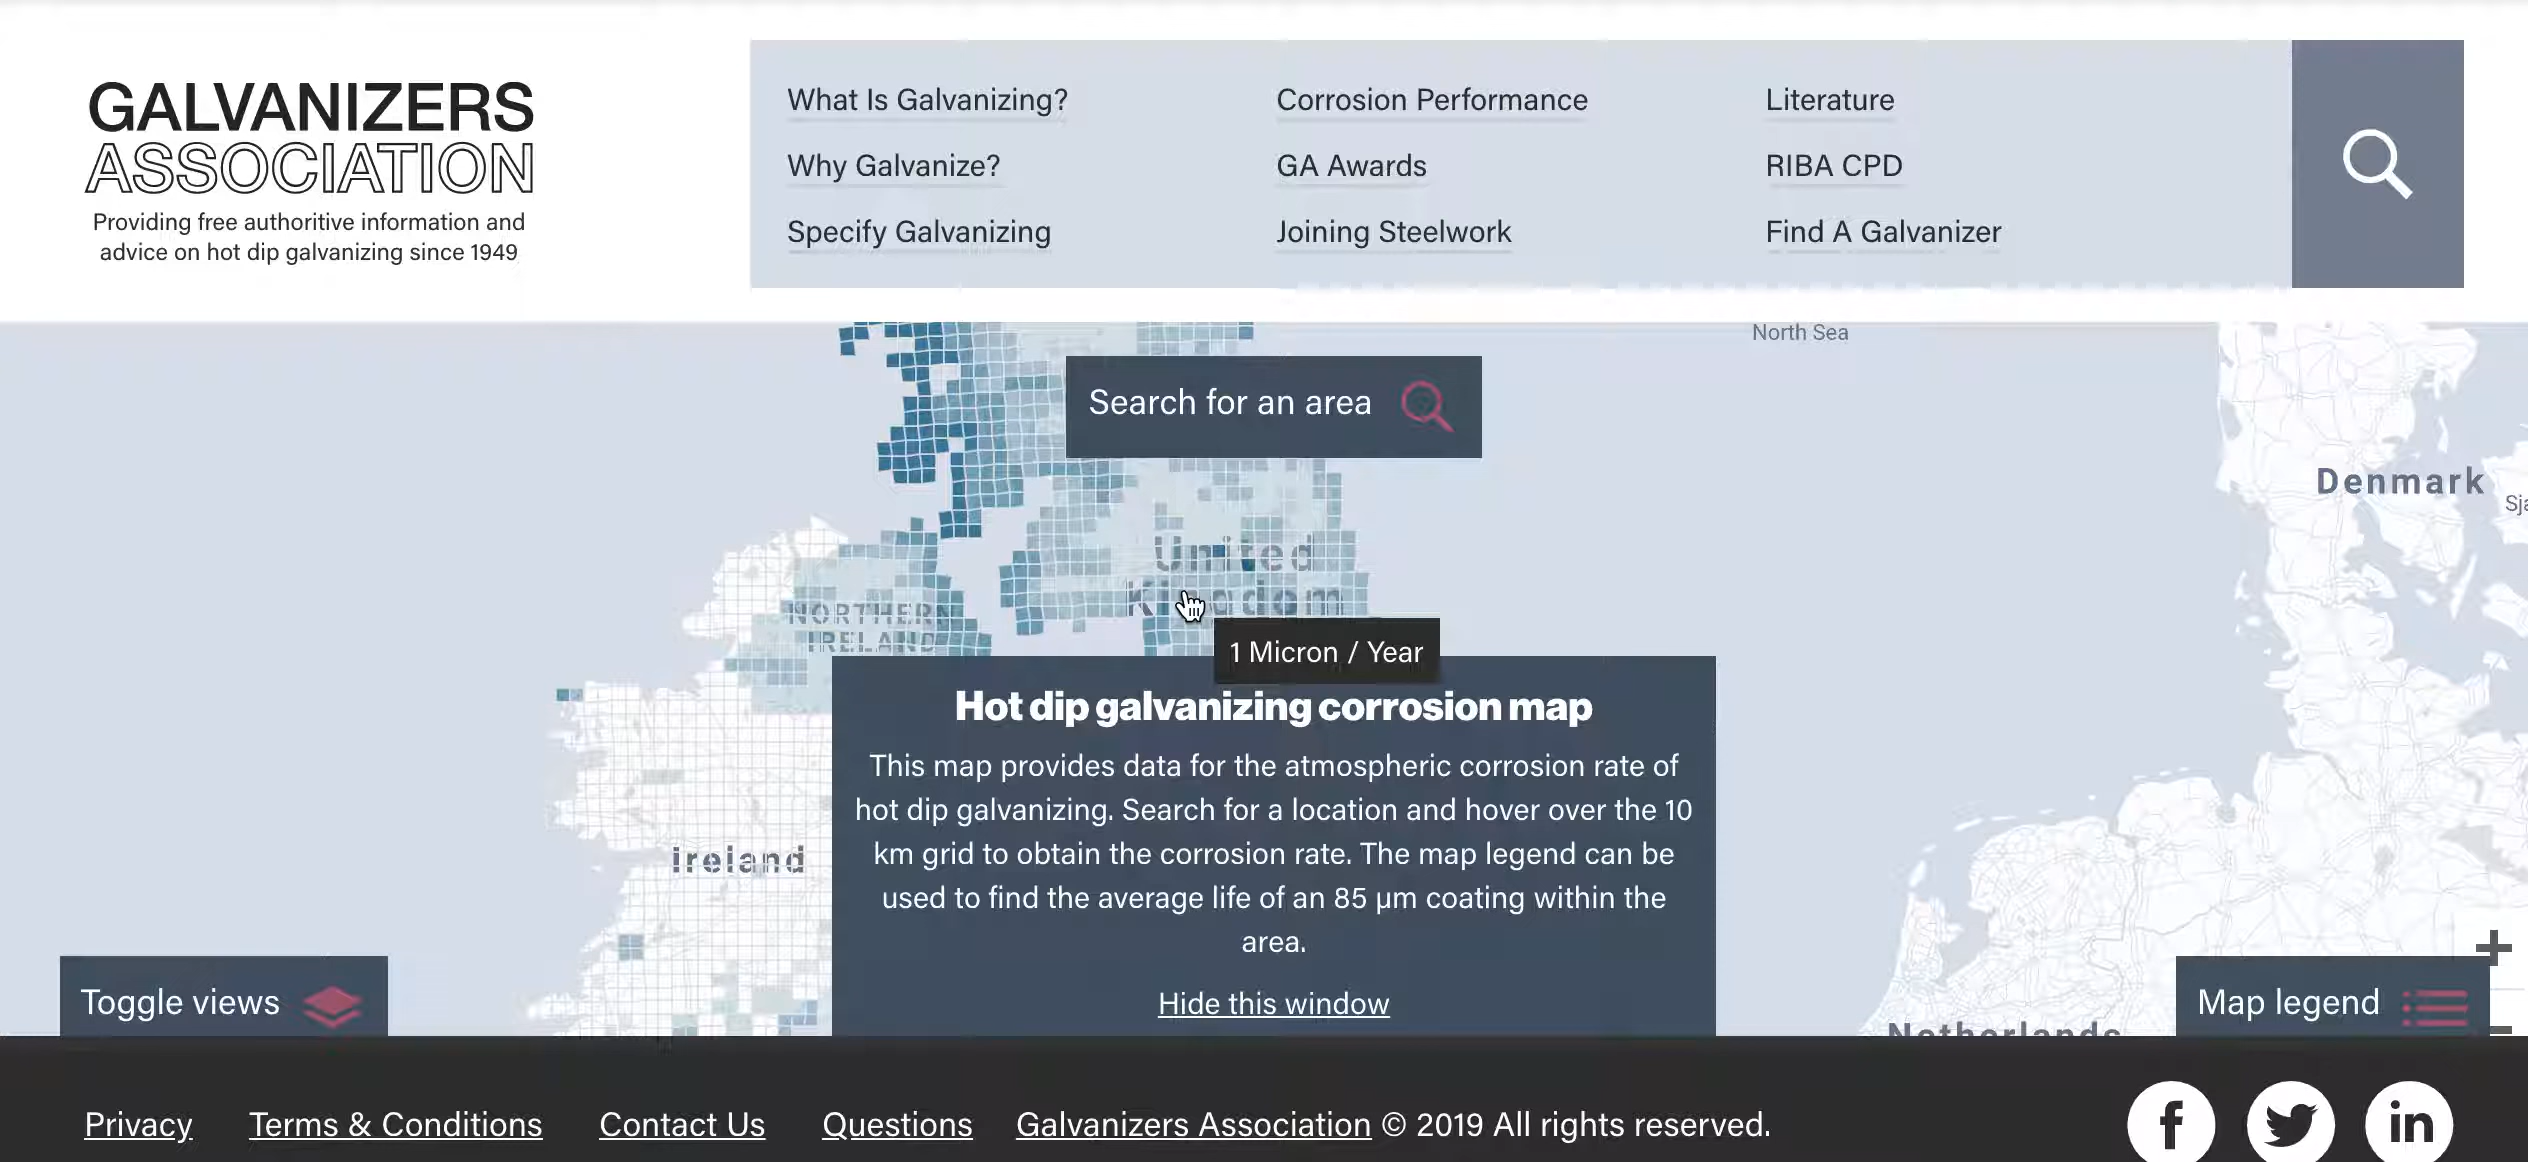 GALVANIZERS
ASSOCIATION
Providing free authoritive information and
advice on hot dip galvanizing since 1949
What Is Galvanizing?
Why Galvanize?
Specify Galvanizing
Corrosion Performance
GA Awards
Joining Steelwork
Literature
RIBA CPD
Find A Galvanizer
North Sea
Search for an area
Denmark
Sjæ
United
Kingdom
NORTHERN
IRELAND
1 Micron / Year
Hot dip galvanizing corrosion map
This map provides data for the atmospheric corrosion rate of
hot dip galvanizing. Search for a location and hover over the 10
km grid to obtain the corrosion rate. The map legend can be
used to find the average life of an 85 μm coating within the
area.
Hide this window
Ireland
Toggle views
Map legend
Netherlands
Privacy
Terms & Conditions
Contact Us
Questions
Galvanizers Association © 2019 All rights reserved.